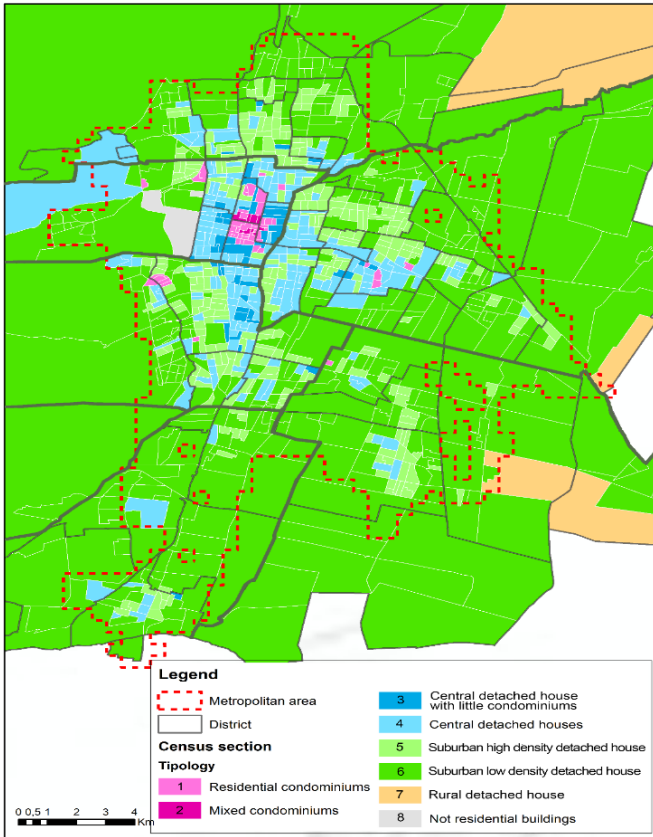 Legend
Metropolitan area
District
Census section
Tipology
1 Residential condominiums
2 Mixed condominiums
3 Central detached house
with little condominiums
4 Central detached houses
5 Suburban high density detached house
6 Suburban low density detached house
7 Rural detached house
8 Not residential buildings
0 0,5 1 2 3 4
Km